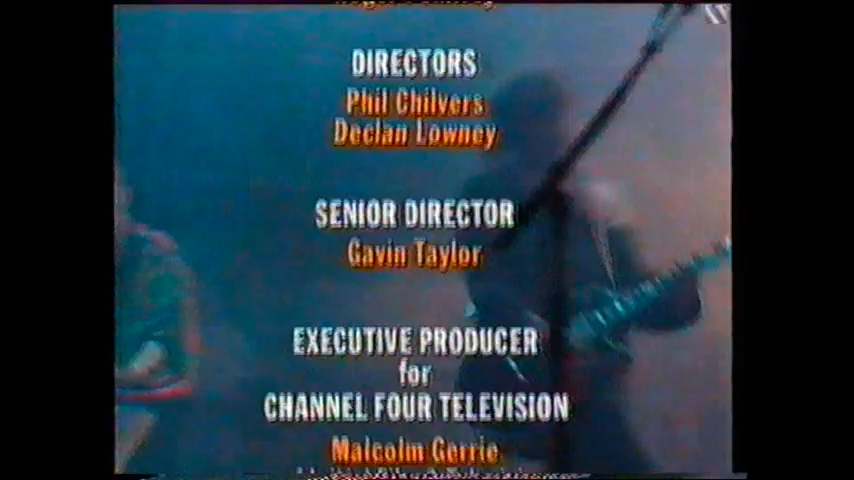 DIRECTORS
Phil Chilvers
Declan Lowney
SENIOR DIRECTOR
Gavin Taylor
EXECUTIVE PRODUCER
for
CHANNEL FOUR TELEVISION
Malcolm Gerrie